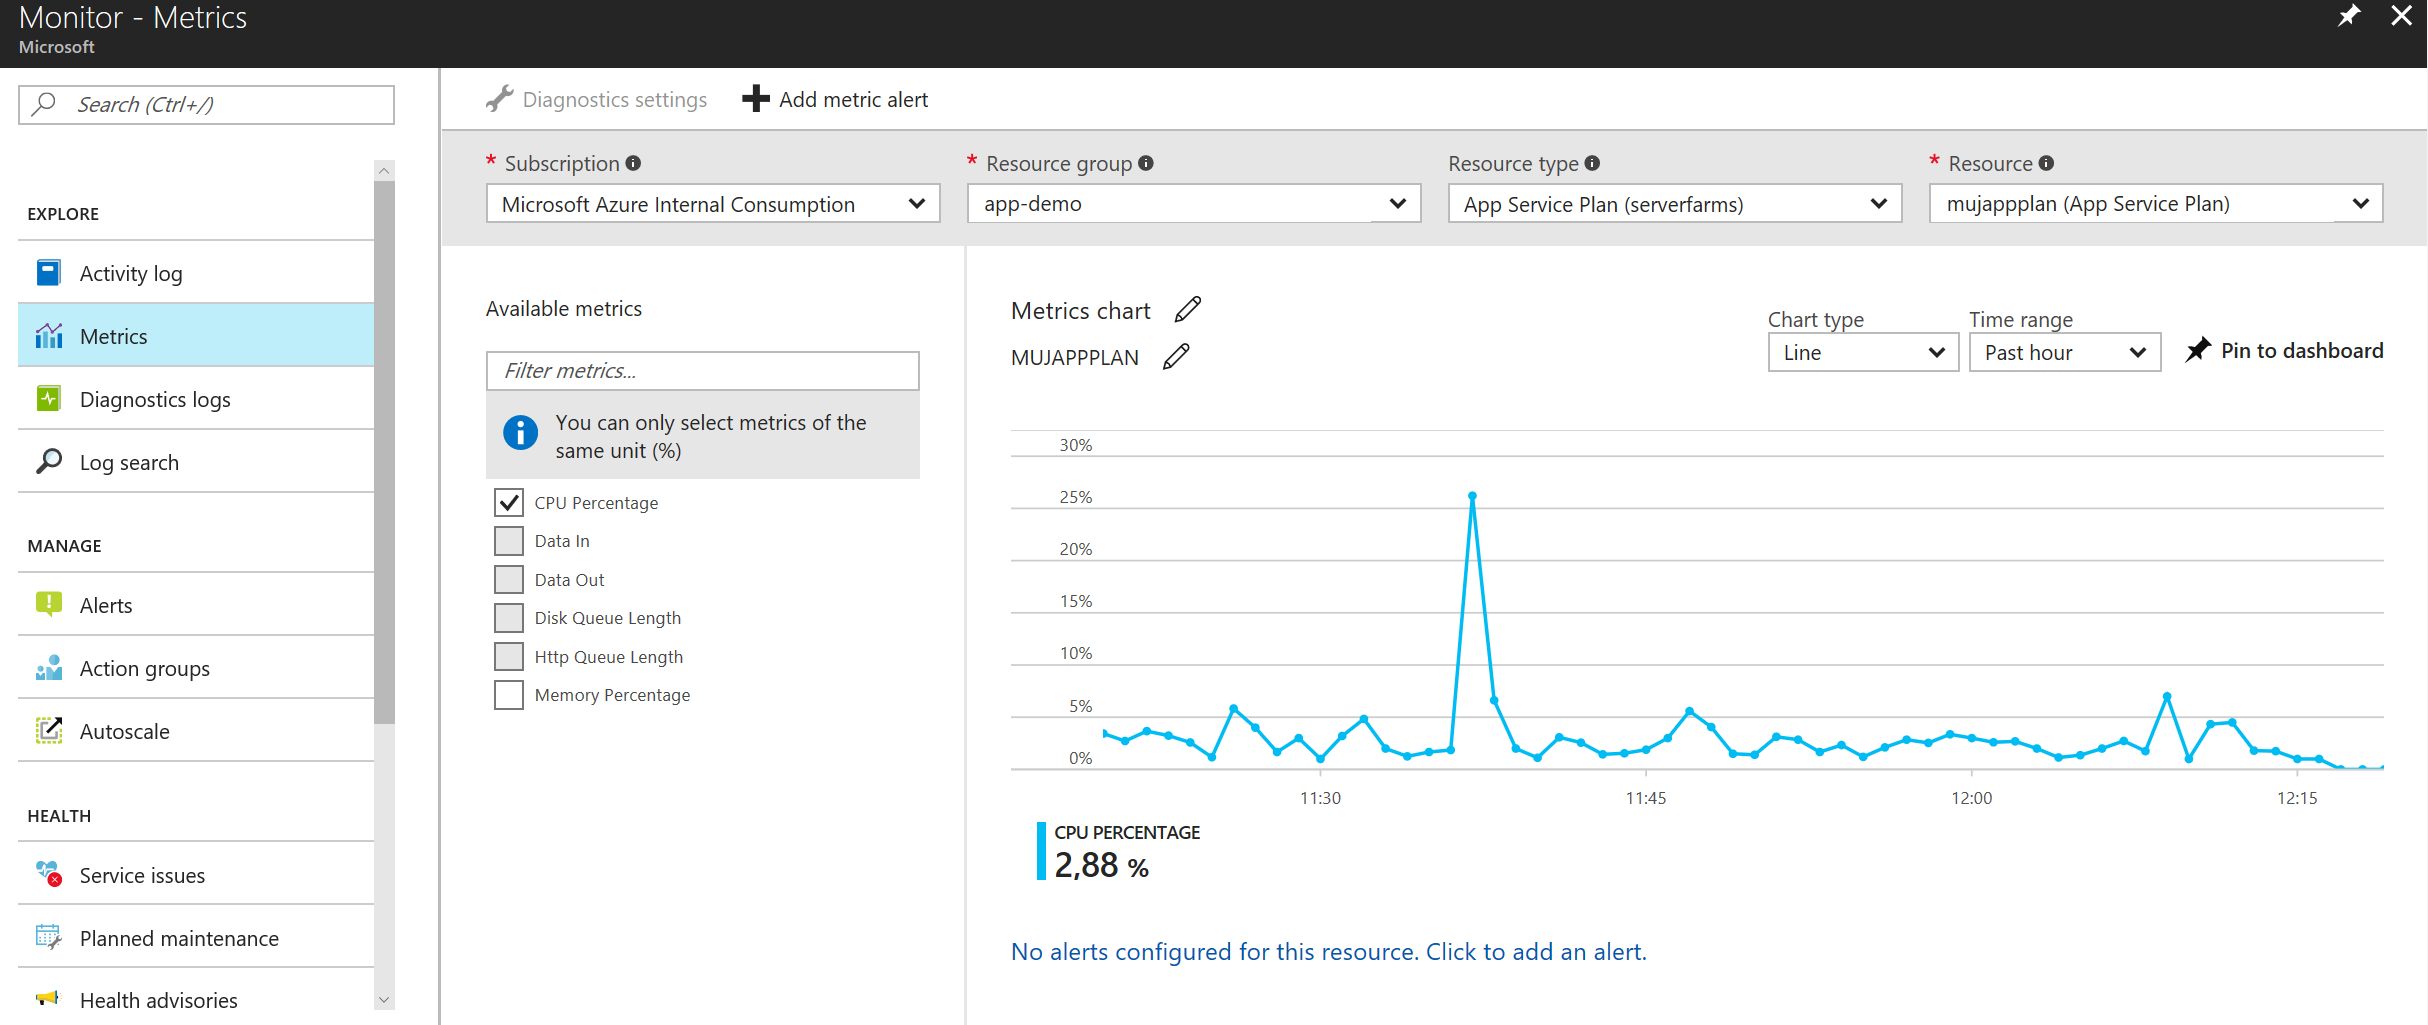 Monitor - Metrics
Microsoft
Search (Ctrl+/)
EXPLORE
Activity log
Metrics
Diagnostics logs
Log search
MANAGE
Alerts
Action groups
Autoscale
HEALTH
Service issues
Planned maintenance
Health advisories
Diagnostics settings
Add metric alert
* Subscription
Microsoft Azure Internal Consumption
* Resource group
app-demo
Resource type
App Service Plan (serverfarms)
* Resource
mujappplan (App Service Plan)
Available metrics
Filter metrics...
You can only select metrics of the
same unit (%)
CPU Percentage
Data In
Data Out
Disk Queue Length
Http Queue Length
Memory Percentage
Metrics chart
MUJAPPPLAN
Chart type
Line
Time range
Past hour
Pin to dashboard
30%
25%
20%
15%
10%
5%
0%
11:30
11:45
12:00
12:15
CPU PERCENTAGE
2,88 %
No alerts configured for this resource. Click to add an alert.